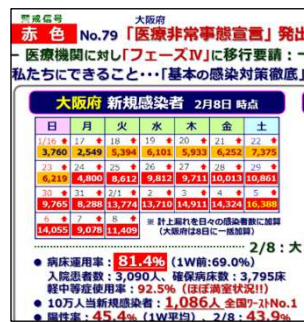 警戒信号 大阪府
赤色 No.79 「医療非常事態宣言」発出
– 医療機関に対し「フェーズⅣ」に移行要請:
私たちにできること・・・「基本の感染対策徹底」
大阪府 新規感染者 2月8日 時点
日 月 火 水 木 金 土
1/16 17 18 19 20 21 22
3,760 2,549 5,394 6,101 5,933 6,252 7,375
23 24 25 26 27 28 29
6,219 4,800 8,612 9,812 9,711 10,013 10,861
30 31 2/1 2 3 4 5
9,765 8,288 13,774 13,710 14,911 14,324 16,388
6 7 8
14,055 9,078 11,409
※ 計上漏れを日々の感染者数に加算
(大阪府は8日に一括加算)
2/8:大
● 病床運用率:81.4%(1W前:69.0%)
入院患者数:3,090人、確保病床数:3,795床
軽中等症使用率:92.5%(ほぼ満室状況!!)
● 10万人当新規感染者:1,086人 全国ワーストNo.1
● 陽性率:45.4%(1W平均)、2/8:43.9%